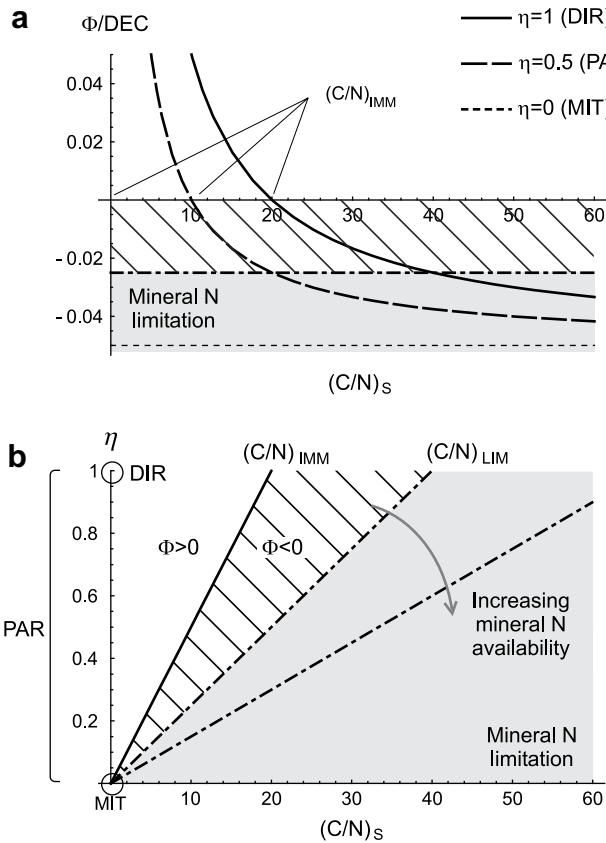 a
Φ/DEC
η=1 (DIR)
η=0.5 (PA
η=0 (MIT)
0.04
0.02
(C/N)IMM
10 20 30 40 50 60
- 0.02
- 0.04
Mineral N
limitation
(C/N)S
b
η
(C/N)IMM
(C/N)LIM
1
DIR
0.8
Φ>0
Φ<0
0.6
PAR
Increasing
mineral N
availability
0.4
0.2
Mineral N
limitation
MIT
10 20 30 40 50 60
(C/N)S